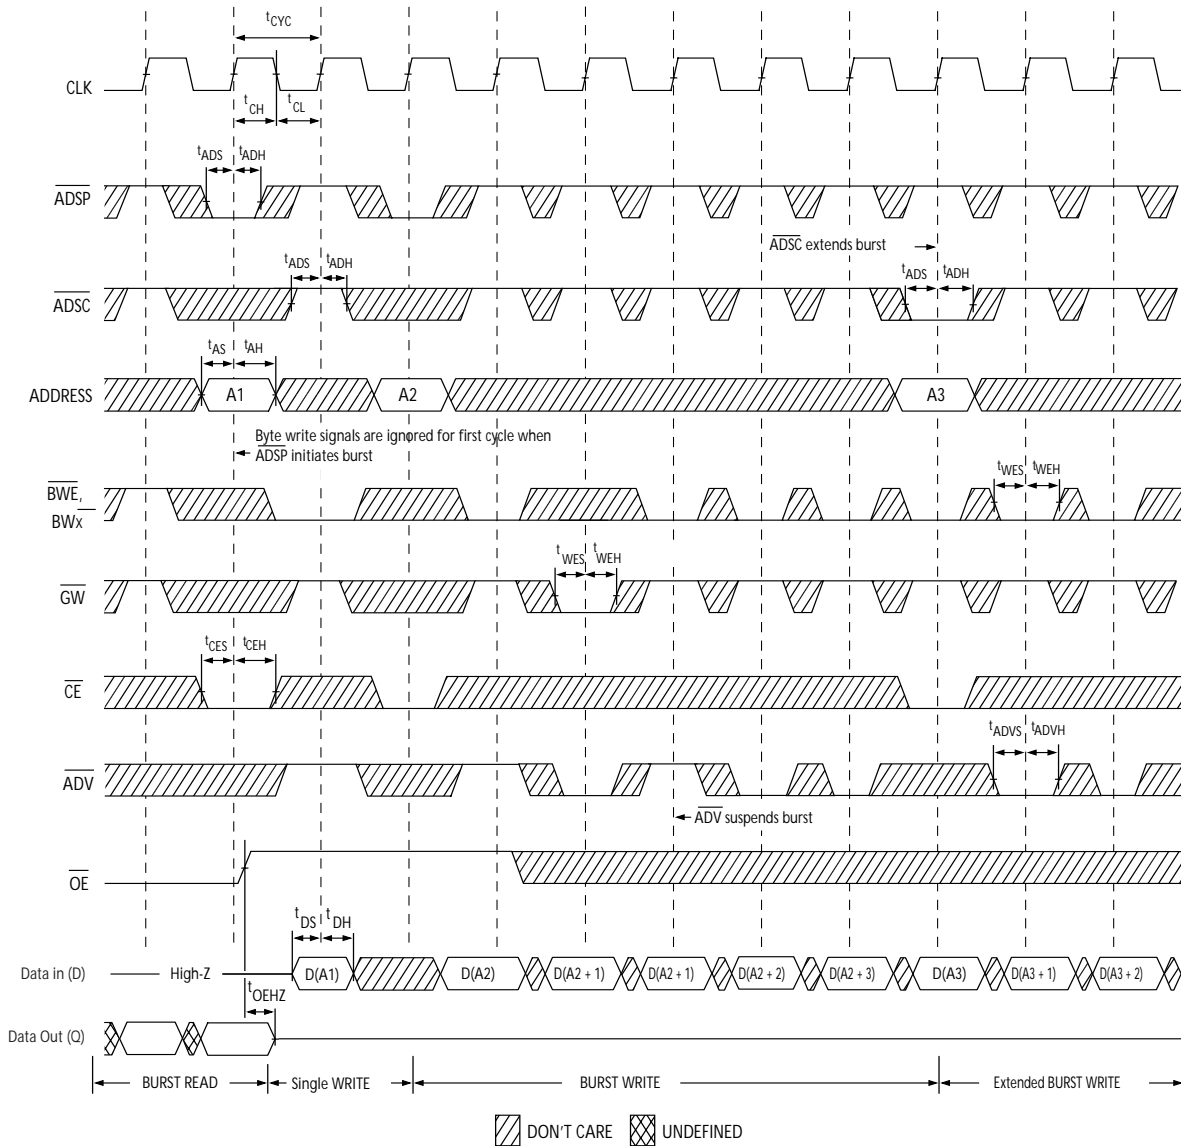 tCYC
CLK
tCH tCL
tADS tADH
ADSP
ADSC extends burst
tADS tADH tADS tADH
ADSC
tAS tAH
ADDRESS A1 A2 A3
Byte write signals are ignored for first cycle when
ADSP initiates burst
tWES tWEH
BWE,
BWx
tWES tWEH
GW
tCES tCEH
CE
tADVS tADVH
ADV
ADV suspends burst
OE
tDS tDH
Data in (D) High-Z D(A1) D(A2) D(A2 + 1) D(A2 + 1) D(A2 + 2) D(A2 + 3) D(A3) D(A3 + 1) D(A3 + 2)
tOEHZ
Data Out (Q)
BURST READ Single WRITE BURST WRITE Extended BURST WRITE
DON'T CARE UNDEFINED